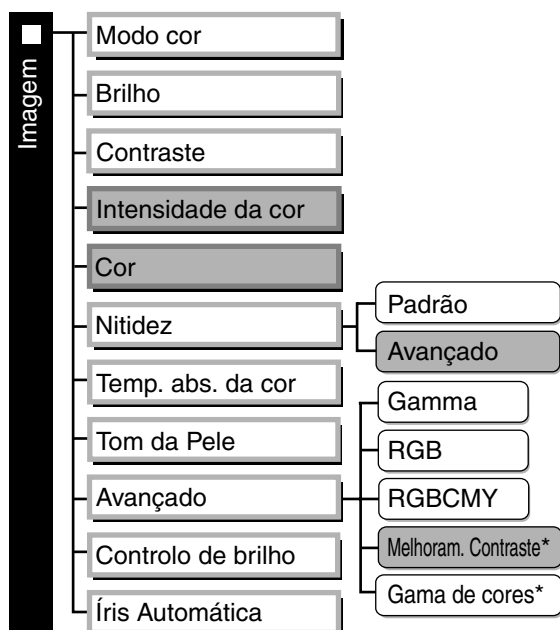 Imagem
Modo cor
Brilho
Contraste
Intensidade da cor
Cor
Nitidez
Padrão
Avançado
Temp. abs. da cor
Tom da Pele
Avançado
Gamma
RGB
RGBCMY
Melhoram. Contraste*
Gama de cores*
Controlo de brilho
Íris Automática